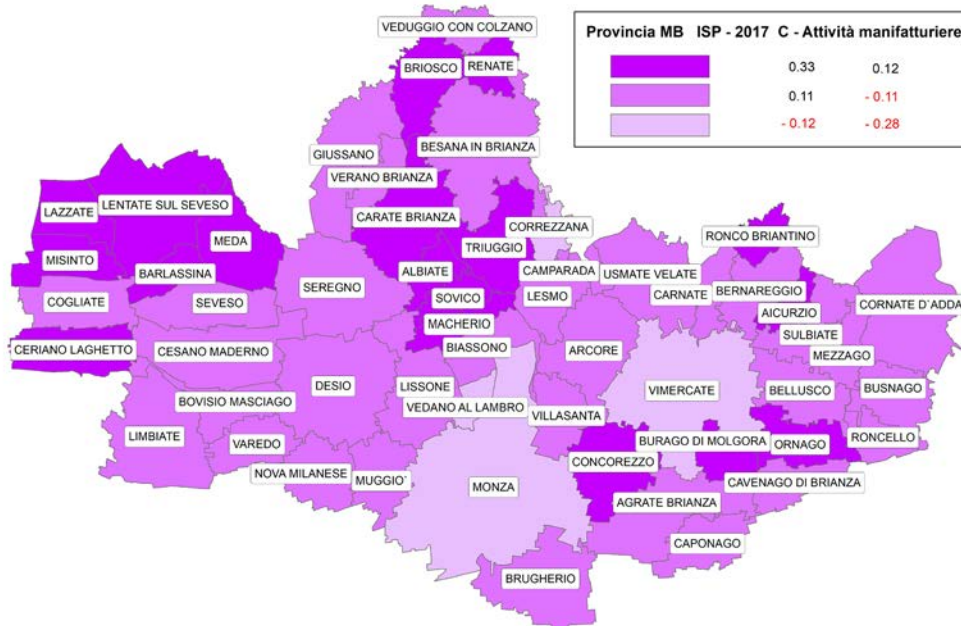 VEDUGGIO CON COLZANO
Provincia MB ISP - 2017 C - Attività manifatturiere
0.33 0.12
0.11 - 0.11
- 0.12 - 0.28
BRIOSCO
RENATE
GIUSSANO
BESANA IN BRIANZA
VERANO BRIANZA
LAZZATE
LENTATE SUL SEVESO
CARATE BRIANZA
CORREZZANA
MEDA
TRIUGGIO
RONCO BRIANTINO
MISINTO
BARLASSINA
ALBIATE
CAMPARADA
USMATE VELATE
COGLIATE
SEVESO
SEREGNO
SOVICO
LESMO
CARNATE
BERNAREGGIO
CORNATE D`ADDA
AICURZIO
MACHERIO
SULBIATE
CERIANO LAGHETTO
CESANO MADERNO
BIASSONO
ARCORE
MEZZAGO
DESIO
LISSONE
VIMERCATE
BELLUSCO
BUSNAGO
BOVISIO MASCIAGO
VEDANO AL LAMBRO
VILLASANTA
LIMBIATE
VAREDO
BURAGO DI MOLGORA
ORNAGO
RONCELLO
CONCOREZZO
NOVA MILANESE
MUGGIO`
MONZA
CAVENAGO DI BRIANZA
AGRATE BRIANZA
CAPONAGO
BRUGHERIO